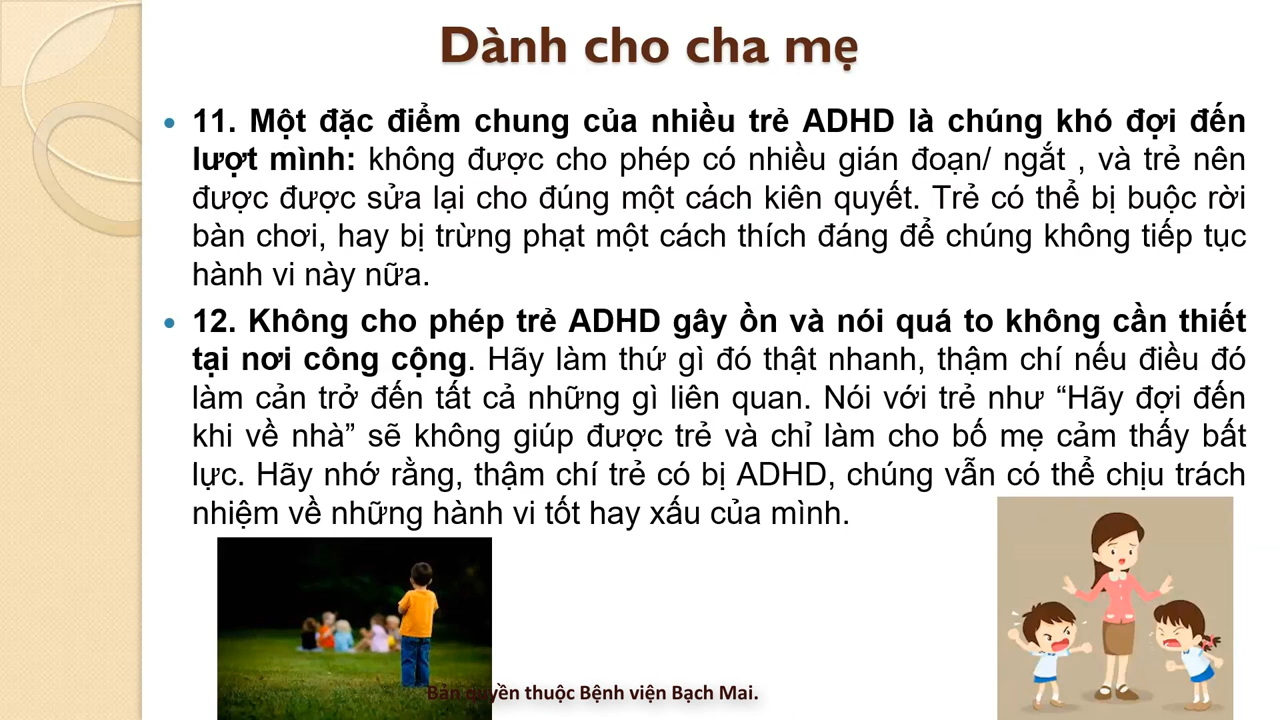 Dành cho cha mẹ
11. Một đặc điểm chung của nhiều trẻ ADHD là chúng khó đợi đến
lượt mình: không được cho phép có nhiều gián đoạn/ ngắt , và trẻ nên
được được sửa lại cho đúng một cách kiên quyết. Trẻ có thể bị buộc rời
bàn chơi, hay bị trừng phạt một cách thích đáng để chúng không tiếp tục
hành vi này nữa.
12. Không cho phép trẻ ADHD gây ồn và nói quá to không cần thiết
tại nơi công cộng. Hãy làm thứ gì đó thật nhanh, thậm chí nếu điều đó
làm cản trở đến tất cả những gì liên quan. Nói với trẻ như “Hãy đợi đến
khi về nhà” sẽ không giúp được trẻ và chỉ làm cho bố mẹ cảm thấy bất
lực. Hãy nhớ rằng, thậm chí trẻ có bị ADHD, chúng vẫn có thể chịu trách
nhiệm về những hành vi tốt hay xấu của mình.
Bản quyền thuộc Bệnh viện Bạch Mai.